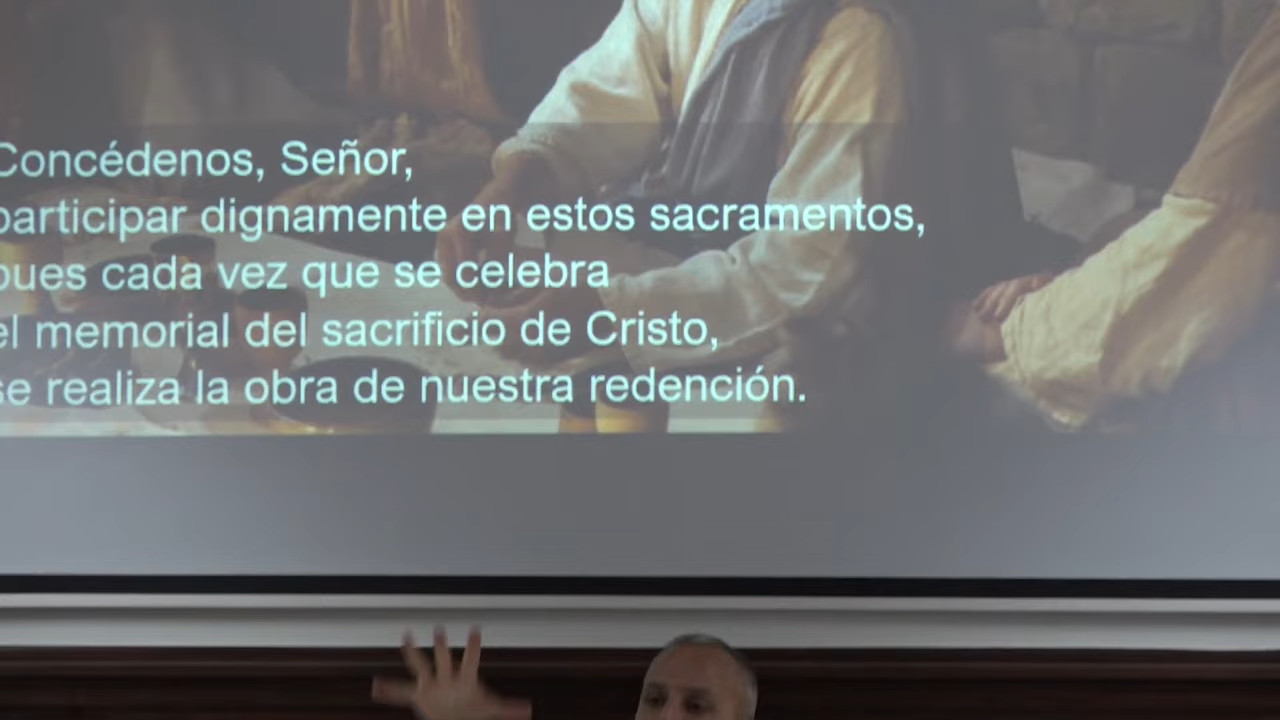 Concédenos, Señor,
participar dignamente en estos sacramentos,
pues cada vez que se celebra
el memorial del sacrificio de Cristo,
se realiza la obra de nuestra redención.